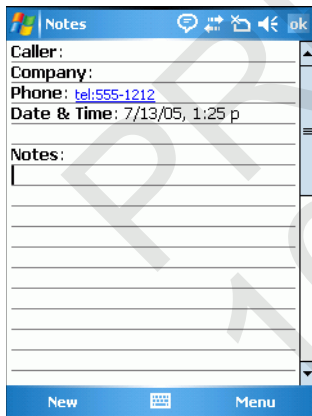 Notes ok
Caller:
Company:
Phone: tel:555-1212
Date & Time: 7/13/05, 1:25 p
Notes:
New Menu